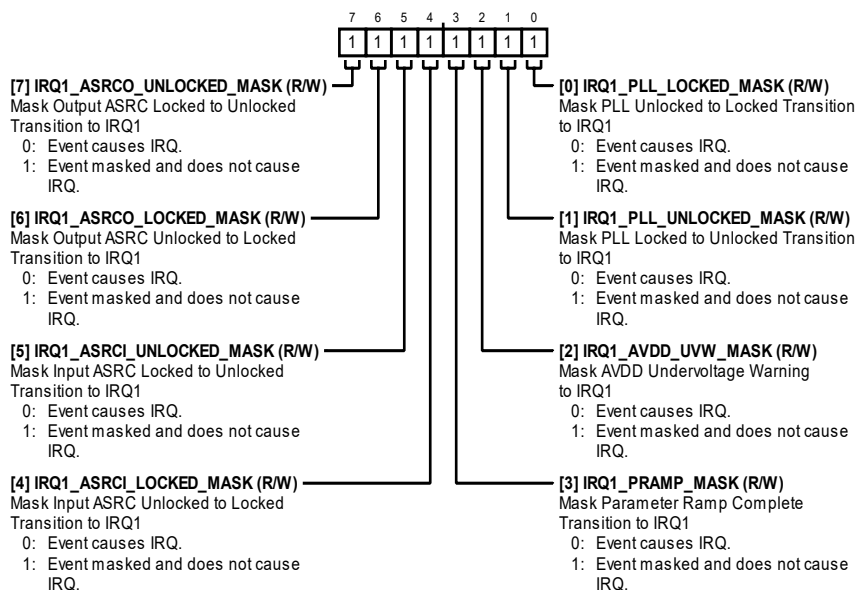 7 6 5 4 3 2 1 0
1 1 1 1 1 1 1 1
[7] IRQ1_ASRCO_UNLOCKED_MASK (R/W)
Mask Output ASRC Locked to Unlocked
Transition to IRQ1
0: Event causes IRQ.
1: Event masked and does not cause
IRQ.
[6] IRQ1_ASRCO_LOCKED_MASK (R/W)
Mask Output ASRC Unlocked to Locked
Transition to IRQ1
0: Event causes IRQ.
1: Event masked and does not cause
IRQ.
[5] IRQ1_ASRCI_UNLOCKED_MASK (R/W)
Mask Input ASRC Locked to Unlocked
Transition to IRQ1
0: Event causes IRQ.
1: Event masked and does not cause
IRQ.
[4] IRQ1_ASRCI_LOCKED_MASK (R/W)
Mask Input ASRC Unlocked to Locked
Transition to IRQ1
0: Event causes IRQ.
1: Event masked and does not cause
IRQ.
[0] IRQ1_PLL_LOCKED_MASK (R/W)
Mask PLL Unlocked to Locked Transition
to IRQ1
0: Event causes IRQ.
1: Event masked and does not cause
IRQ.
[1] IRQ1_PLL_UNLOCKED_MASK (R/W)
Mask PLL Locked to Unlocked Transition
to IRQ1
0: Event causes IRQ.
1: Event masked and does not cause
IRQ.
[2] IRQ1_AVDD_UVW_MASK (R/W)
Mask AVDD Undervoltage Warning
to IRQ1
0: Event causes IRQ.
1: Event masked and does not cause
IRQ.
[3] IRQ1_PRAMP_MASK (R/W)
Mask Parameter Ramp Complete
Transition to IRQ1
0: Event causes IRQ.
1: Event masked and does not cause
IRQ.